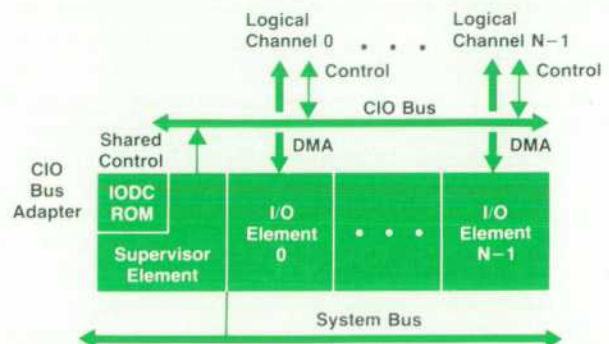 Logical
Channel 0
. . .
Logical
Channel N−1
Control
Control
CIO Bus
Shared
Control
DMA
DMA
CIO
Bus
Adapter
IODC
ROM
Supervisor
Element
I/O
Element
0
. . .
I/O
Element
N−1
System Bus